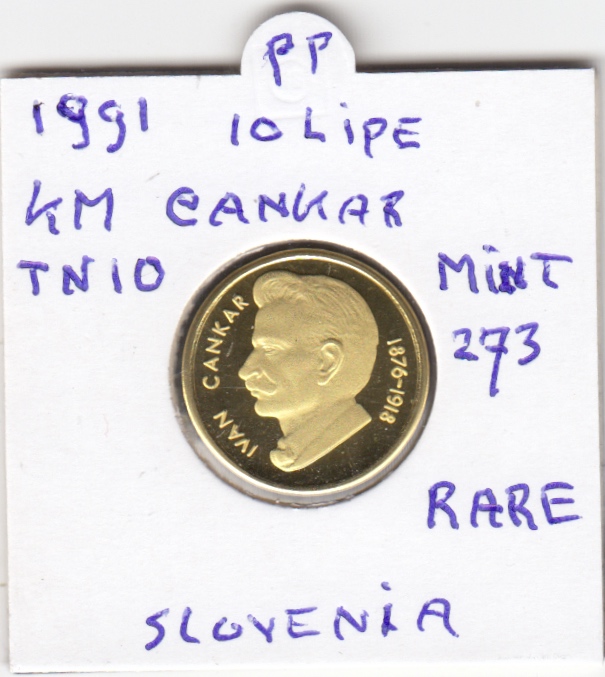 PP
1991 10 LiPE
KM CANKAR
TN10 MiNT
273
IVAN CANKAR
1876-1918
RARE
SLOVENiA